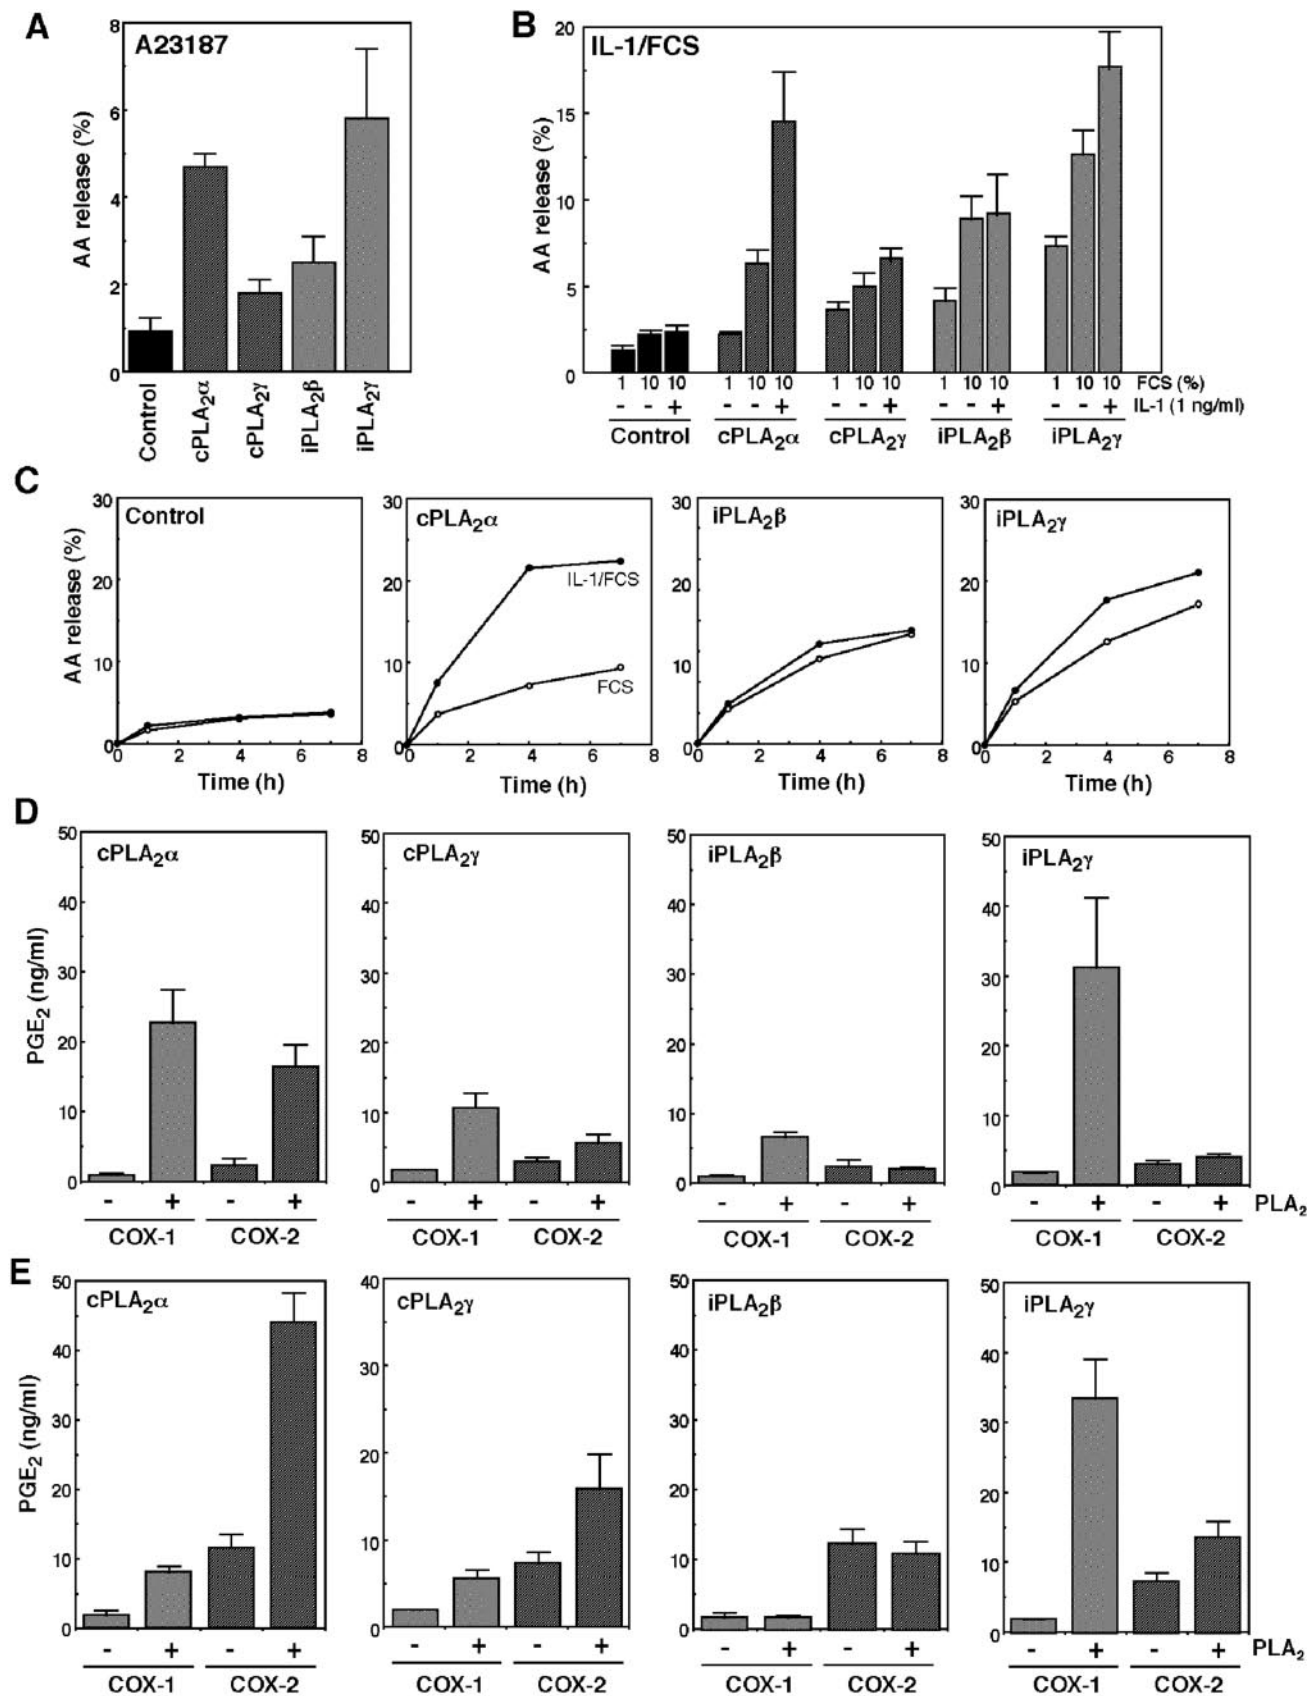 A
A23187
AA release (%)
8
6
4
2
0
Control
cPLA2α
cPLA2γ
iPLA2β
iPLA2γ
B
IL-1/FCS
AA release (%)
20
15
10
5
0
1 10 10 1 10 10 1 10 10 1 10 10 1 10 10 FCS (%)
- - + - - + - - + - - + - - + IL-1 (1 ng/ml)
Control cPLA2α cPLA2γ iPLA2β iPLA2γ
C
AA release (%)
Control
30
20
10
0
0 2 4 6 8
Time (h)
cPLA2α
30
20
10
0
IL-1/FCS
FCS
0 2 4 6 8
Time (h)
iPLA2β
30
20
10
0
0 2 4 6 8
Time (h)
iPLA2γ
30
20
10
0
0 2 4 6 8
Time (h)
D
PGE2 (ng/ml)
cPLA2α
50
40
30
20
10
0
- + - +
COX-1 COX-2
cPLA2γ
50
40
30
20
10
0
- + - +
COX-1 COX-2
iPLA2β
50
40
30
20
10
0
- + - +
COX-1 COX-2
iPLA2γ
50
40
30
20
10
0
- + - + PLA2
COX-1 COX-2
E
PGE2 (ng/ml)
cPLA2α
50
40
30
20
10
0
- + - +
COX-1 COX-2
cPLA2γ
40
30
20
10
0
- + - +
COX-1 COX-2
iPLA2β
50
40
30
20
10
0
- + - +
COX-1 COX-2
iPLA2γ
50
40
30
20
10
0
- + - + PLA2
COX-1 COX-2